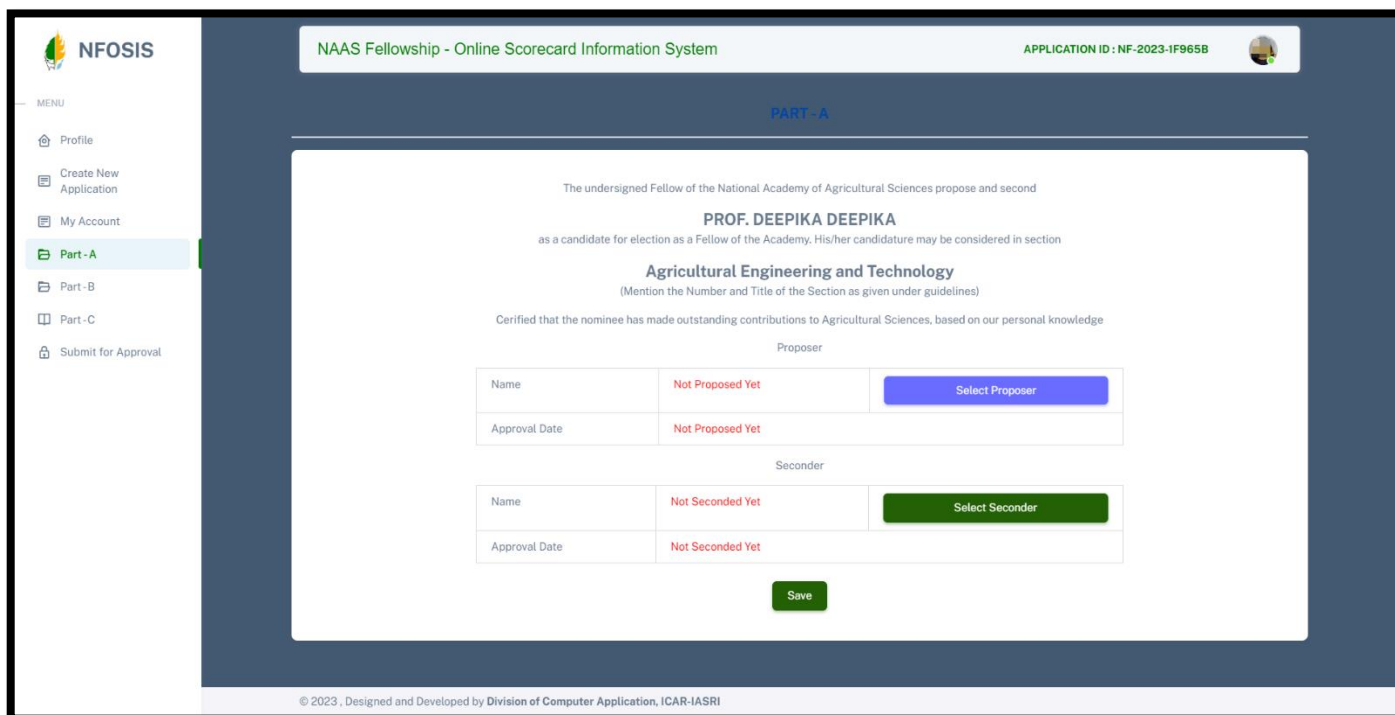 NFOSIS
MENU
Profile
Create New
Application
My Account
Part - A
Part - B
Part - C
Submit for Approval
NAAS Fellowship - Online Scorecard Information System
APPLICATION ID : NF-2023-1F965B
PART - A
The undersigned Fellow of the National Academy of Agricultural Sciences propose and second
PROF. DEEPIKA DEEPIKA
as a candidate for election as a Fellow of the Academy. His/her candidature may be considered in section
Agricultural Engineering and Technology
(Mention the Number and Title of the Section as given under guidelines)
Cerified that the nominee has made outstanding contributions to Agricultural Sciences, based on our personal knowledge
Proposer
Name Not Proposed Yet Select Proposer
Approval Date Not Proposed Yet
Seconder
Name Not Seconded Yet Select Seconder
Approval Date Not Seconded Yet
Save
© 2023 , Designed and Developed by Division of Computer Application, ICAR-IASRI